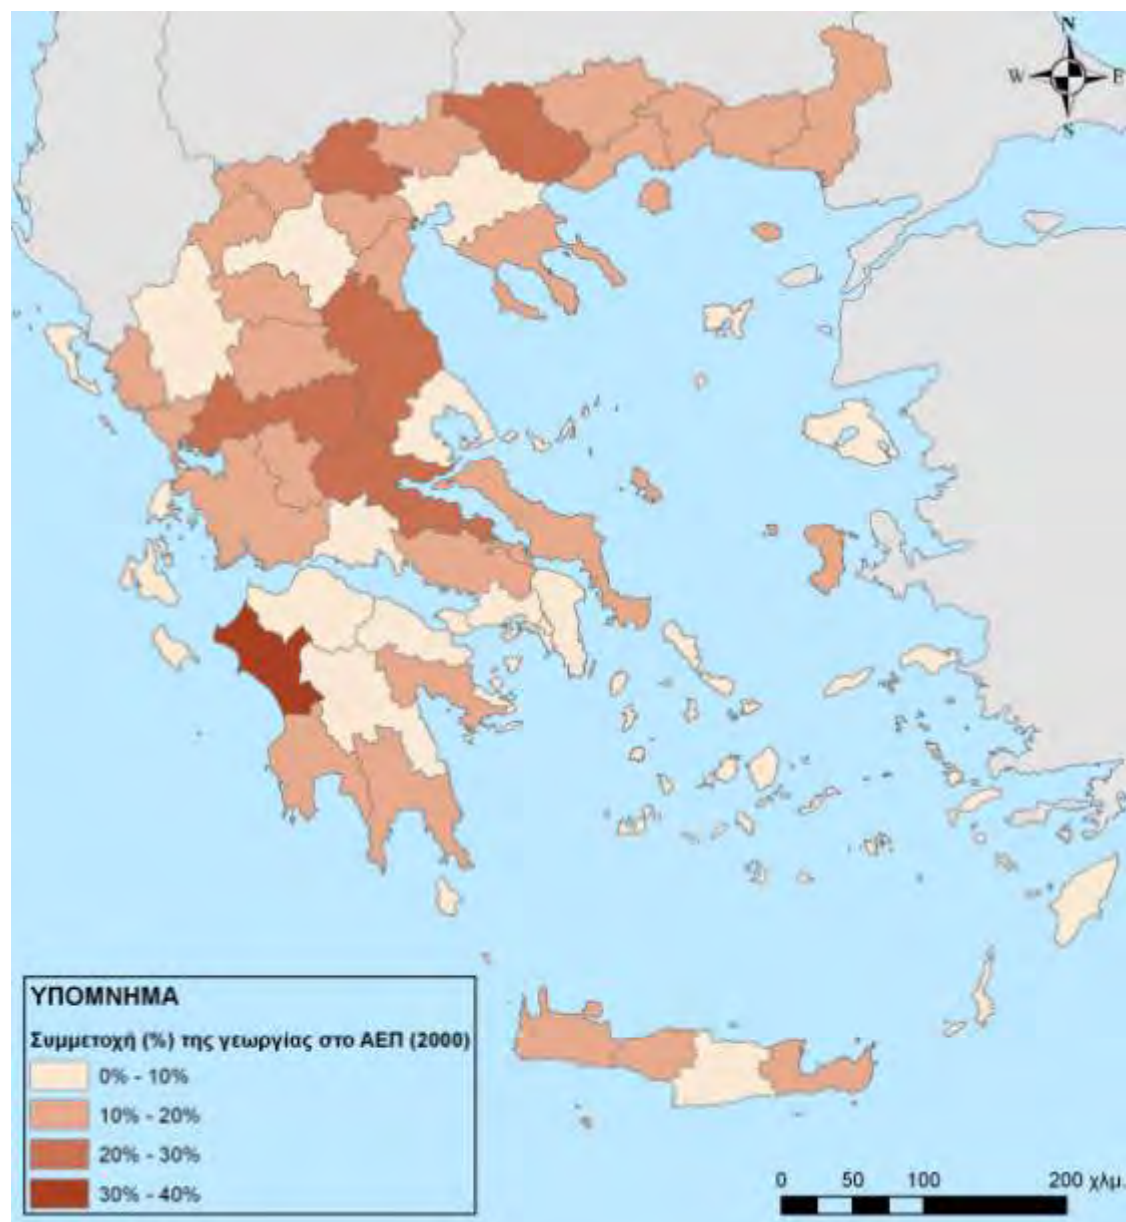 N
W E
N
ΥΠΟΜΝΗΜΑ
Συμμετοχή (%) της γεωργίας στο ΑΕΠ (2000)
0% - 10%
10% - 20%
20% - 30%
30% - 40%
0 50 100 200 χλμ.